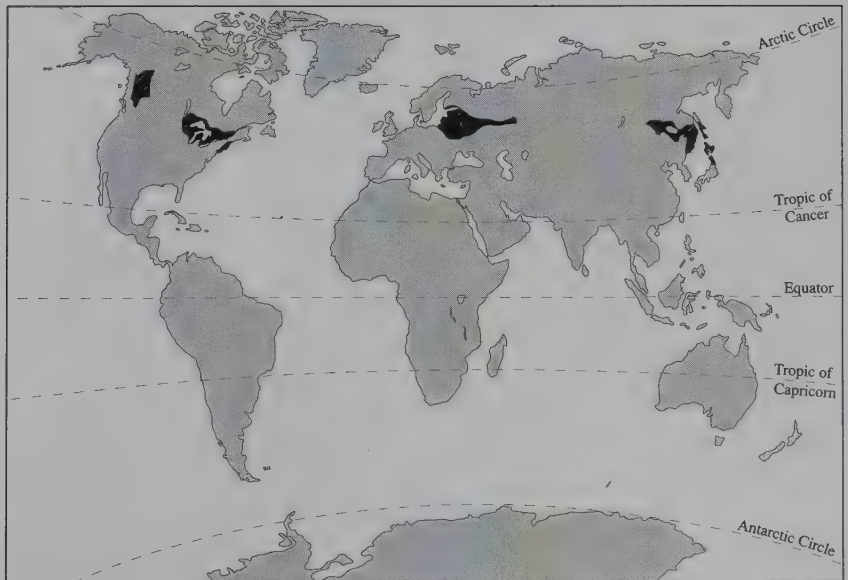 Arctic Circle
Tropic of
Cancer
Equator
Tropic of
Capricorn
Antarctic Circle